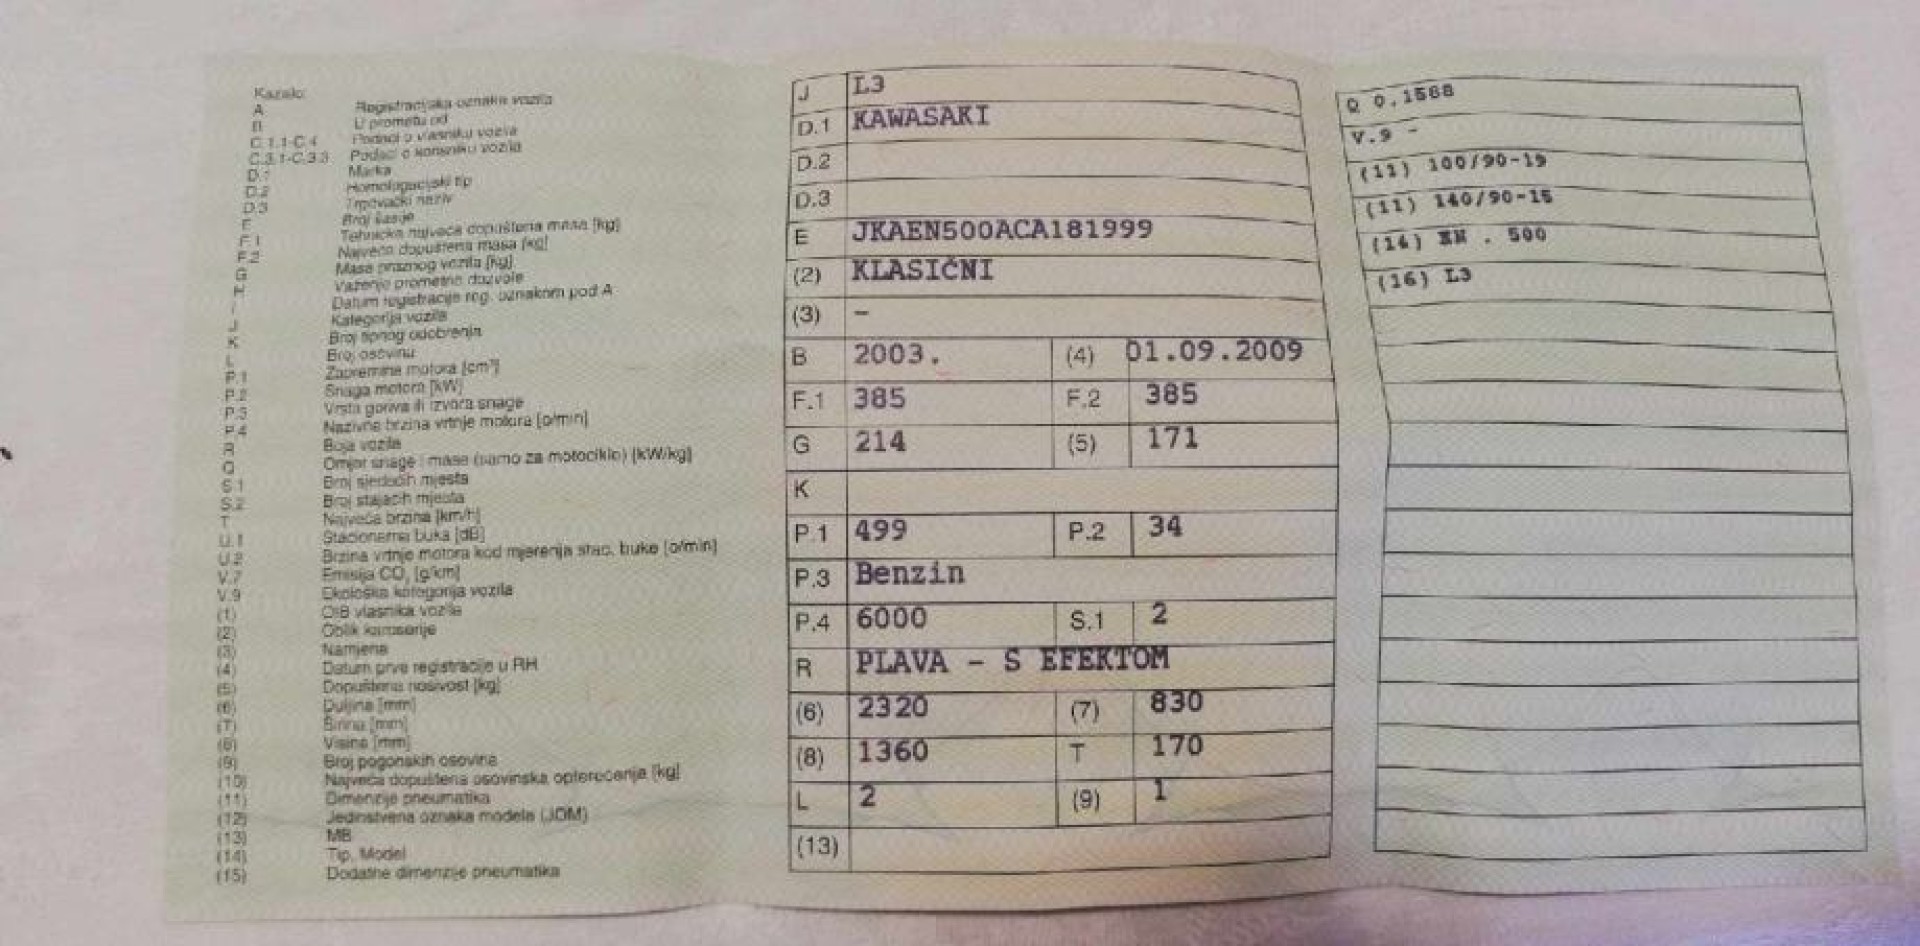 Kazalo:
A Registracijska oznaka vozila
B U prometu od
C.1.1-C.4 Podaci o vlasniku vozila
C.3.1-C.3.3 Podaci o korisniku vozila
D.1 Marka
D.2 Homologacijski tip
D.3 Trgovački naziv
E Broj šasije
F.1 Tehnička najveća dopuštena masa [kg]
F.2 Najveća dopuštena masa [kg]
G Masa praznog vozila [kg]
H Važenje prometne dozvole
I Datum registracije reg. oznakom pod A
J Kategorija vozila
K Broj tipnog odobrenja
L Broj osovina
P.1 Zapremina motora [cm³]
P.2 Snaga motora [kW]
P.3 Vrsta goriva ili izvora snage
P.4 Nazivna brzina vrtnje motora [o/min]
R Boja vozila
Q Omjer snage i mase (samo za motocikle) [kW/kg]
S.1 Broj sjedećih mjesta
S.2 Broj stajaćih mjesta
T Najveća brzina [km/h]
U.1 Stacionarna buka [dB]
U.2 Brzina vrtnje motora kod mjerenja stac. buke [o/min]
V.7 Emisija CO₂ [g/km]
V.9 Ekološka kategorija vozila
(1) OIB vlasnika vozila
(2) Oblik karoserije
(3) Namjena
(4) Datum prve registracije u RH
(5) Dopuštena nosivost [kg]
(6) Duljina [mm]
(7) Širina [mm]
(8) Visina [mm]
(9) Broj pogonskih osovina
(10) Najveća dopuštena osovinska opterećenja [kg]
(11) Dimenzije pneumatika
(12) Jedinstvena oznaka modela (JOM)
(13) MB
(14) Tip, Model
(15) Dodatne dimenzije pneumatika
J L3
D.1 KAWASAKI
D.2
D.3
E JKAEN500ACA181999
(2) KLASIČNI
(3) -
B 2003. (4) 01.09.2009
F.1 385 F.2 385
G 214 (5) 171
K
P.1 499 P.2 34
P.3 Benzin
P.4 6000 S.1 2
R PLAVA - S EFEKTOM
(6) 2320 (7) 830
(8) 1360 T 170
L 2 (9) 1
(13)
Q 0,1588
V.9 -
(11) 100/90-19
(11) 140/90-15
(14) EN . 500
(16) L3